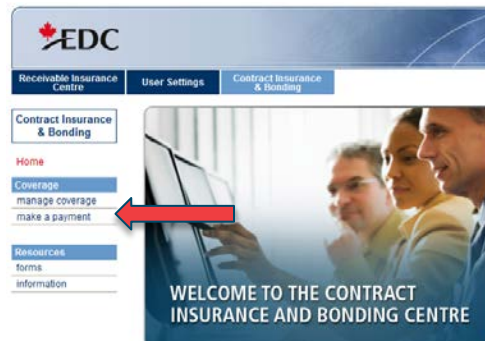 EDC
Receivable Insurance
Centre
User Settings
Contract Insurance
& Bonding
Contract Insurance
& Bonding
Home
Coverage
manage coverage
make a payment
Resources
forms
information
WELCOME TO THE CONTRACT
INSURANCE AND BONDING CENTRE